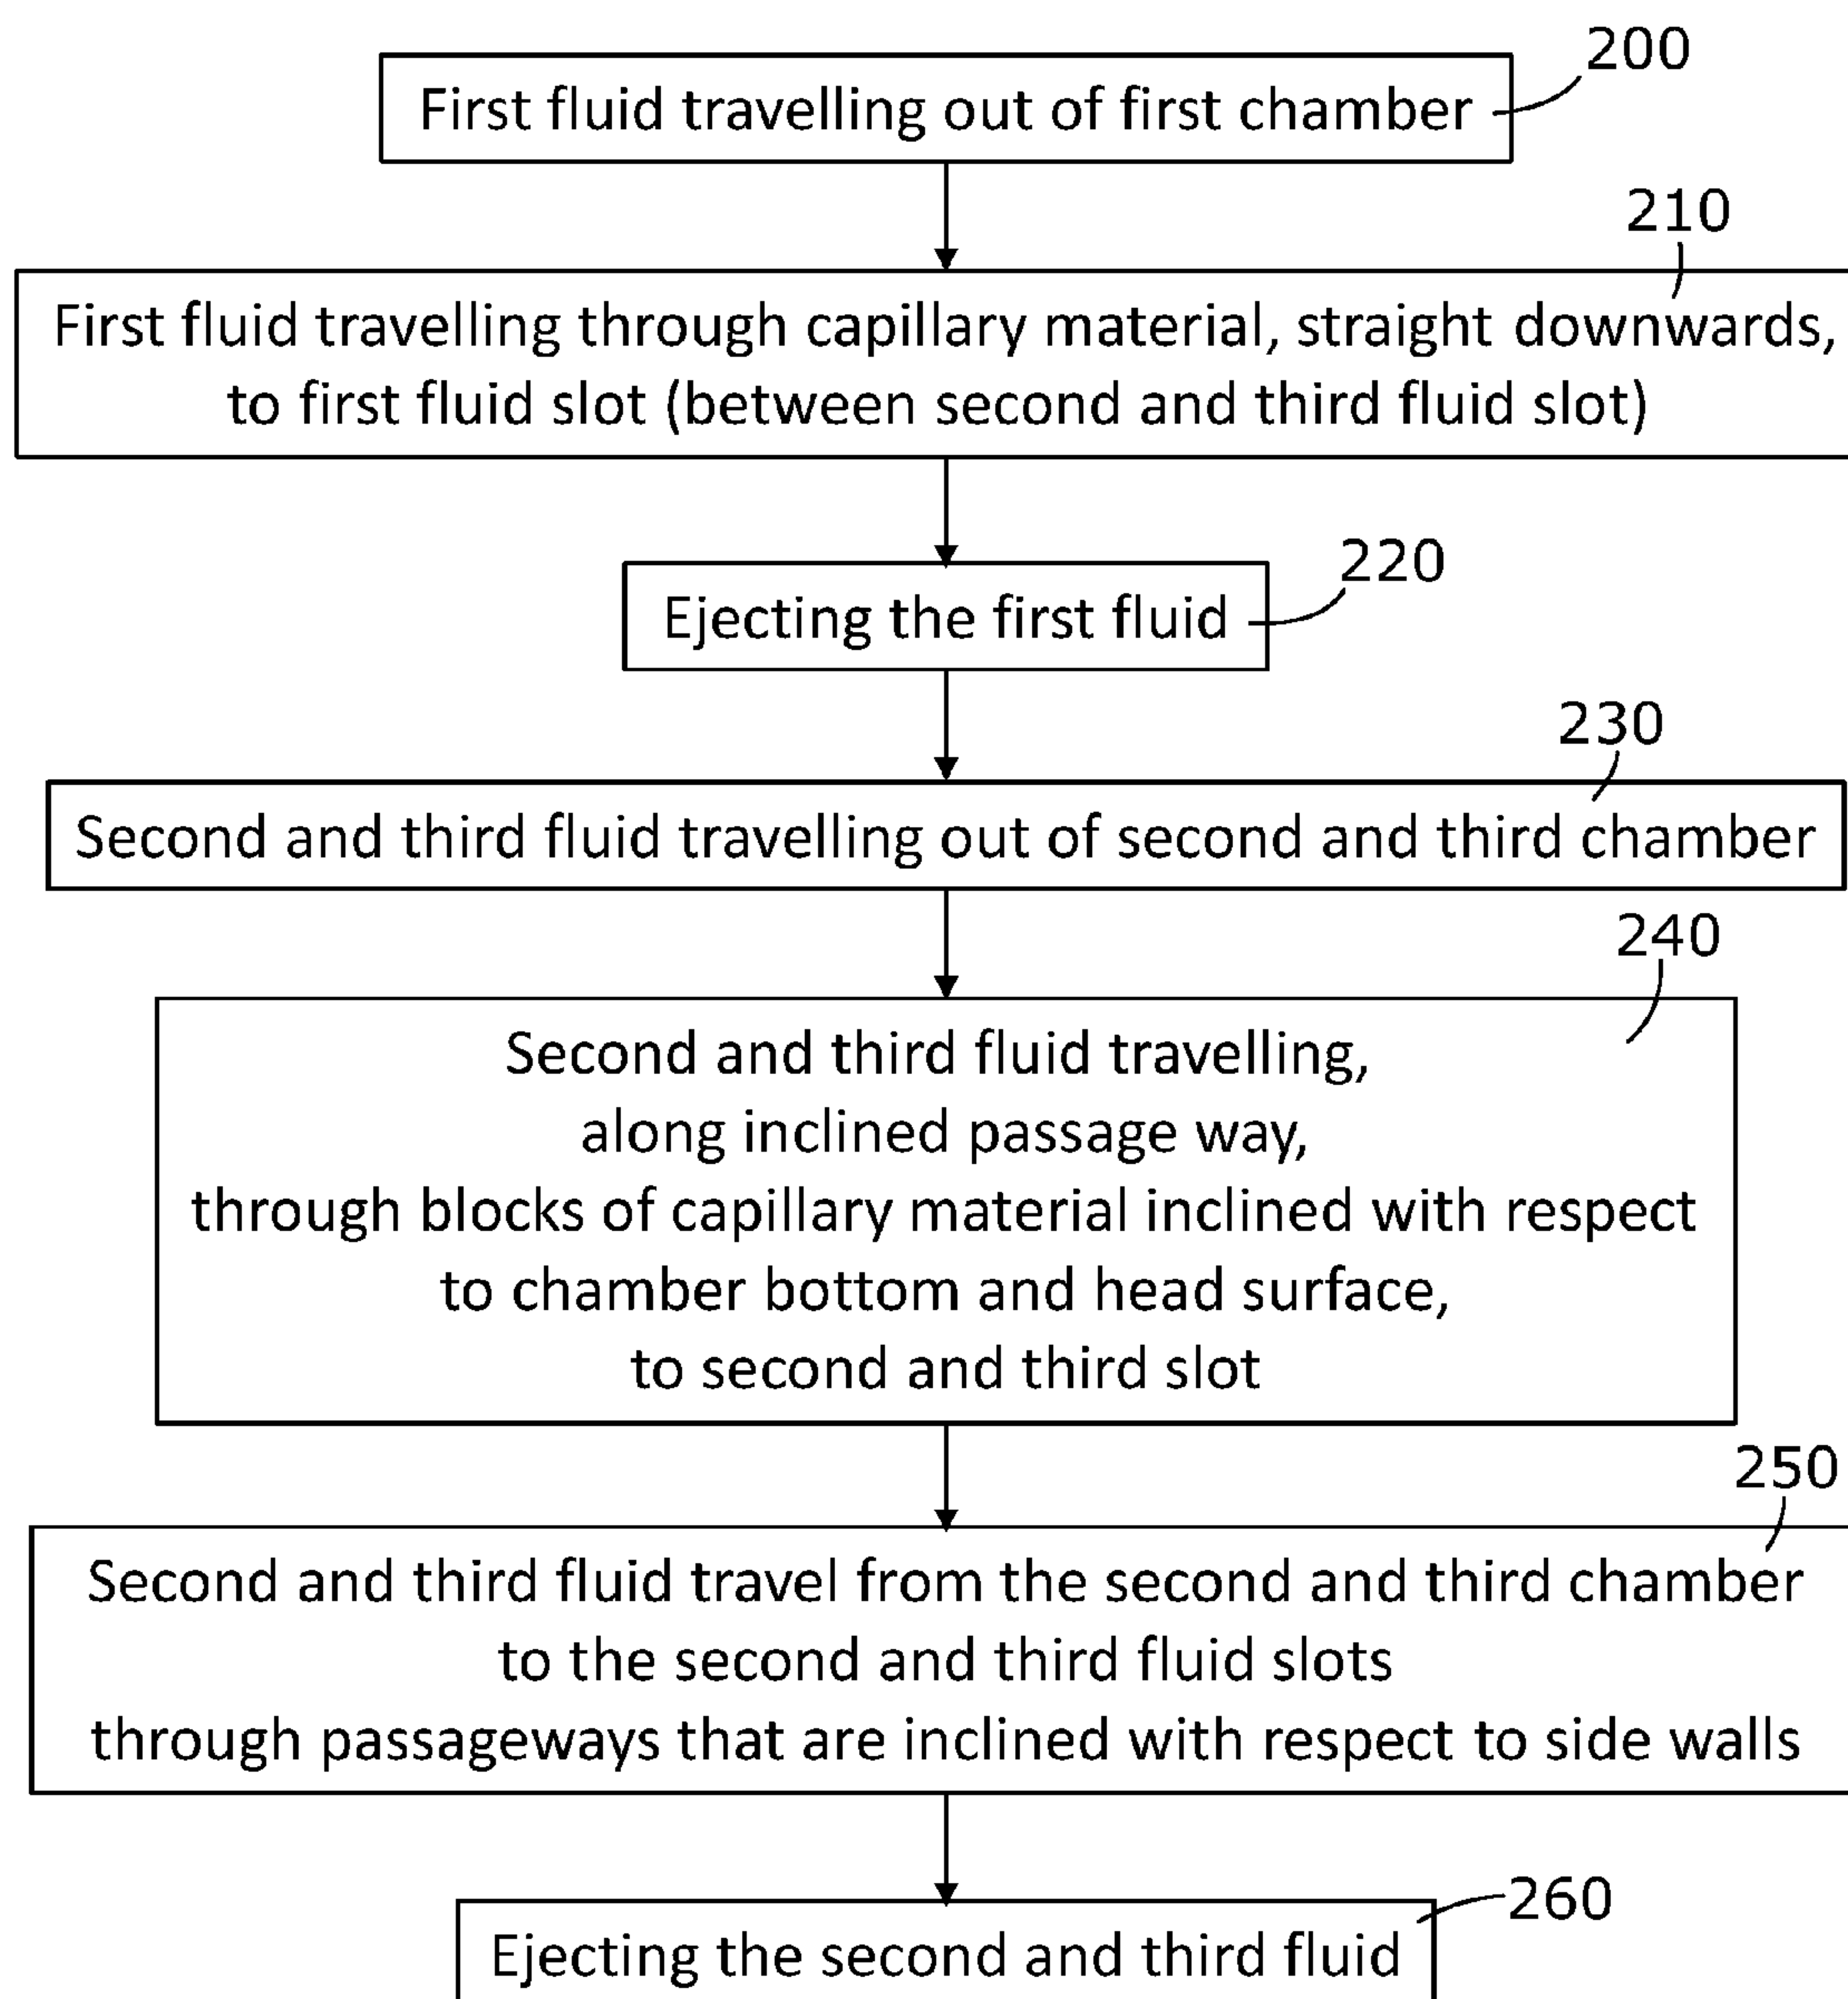 200
First fluid travelling out of first chamber
210
First fluid travelling through capillary material, straight downwards,
to first fluid slot (between second and third fluid slot)
220
Ejecting the first fluid
230
Second and third fluid travelling out of second and third chamber
240
Second and third fluid travelling,
along inclined passage way,
through blocks of capillary material inclined with respect
to chamber bottom and head surface,
to second and third slot
250
Second and third fluid travel from the second and third chamber
to the second and third fluid slots
through passageways that are inclined with respect to side walls
260
Ejecting the second and third fluid